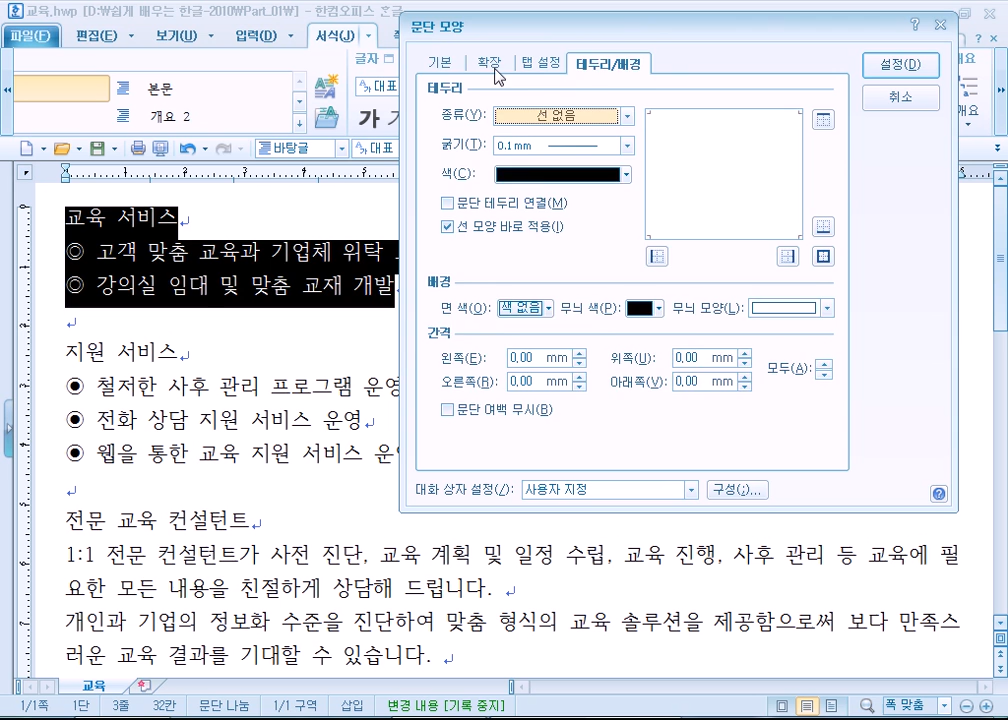 교육.hwp [D:\쉽게 배우는 한글-2010\Part_01\] - 한컴오피스 한글
파일(F) 편집(E) 보기(U) 입력(D) 서식(J)
본문
개요 2
글자
대표
가
개요
바탕글 대표
문단 모양
기본 확장 탭 설정 테두리/배경
설정(D)
취소
테두리
종류(Y): 선 없음
굵기(T): 0.1 mm
색(C):
문단 테두리 연결(M)
선 모양 바로 적용(I)
배경
면 색(O): 색 없음 무늬 색(P): 무늬 모양(L):
간격
왼쪽(E): 0.00 mm 위쪽(U): 0.00 mm 모두(A):
오른쪽(R): 0.00 mm 아래쪽(V): 0.00 mm
문단 여백 무시(B)
대화 상자 설정(/): 사용자 지정 구성(;)...
교육 서비스
◎ 고객 맞춤 교육과 기업체 위탁
◎ 강의실 임대 및 맞춤 교재 개발
지원 서비스
◉ 철저한 사후 관리 프로그램 운영
◉ 전화 상담 지원 서비스 운영
◉ 웹을 통한 교육 지원 서비스 운
전문 교육 컨설턴트
1:1 전문 컨설턴트가 사전 진단, 교육 계획 및 일정 수립, 교육 진행, 사후 관리 등 교육에 필
요한 모든 내용을 친절하게 상담해 드립니다.
개인과 기업의 정보화 수준을 진단하여 맞춤 형식의 교육 솔루션을 제공함으로써 보다 만족스
러운 교육 결과를 기대할 수 있습니다.
교육
1/1쪽 1단 3줄 32칸 문단 나눔 1/1 구역 삽입 변경 내용 [기록 중지] 폭 맞춤